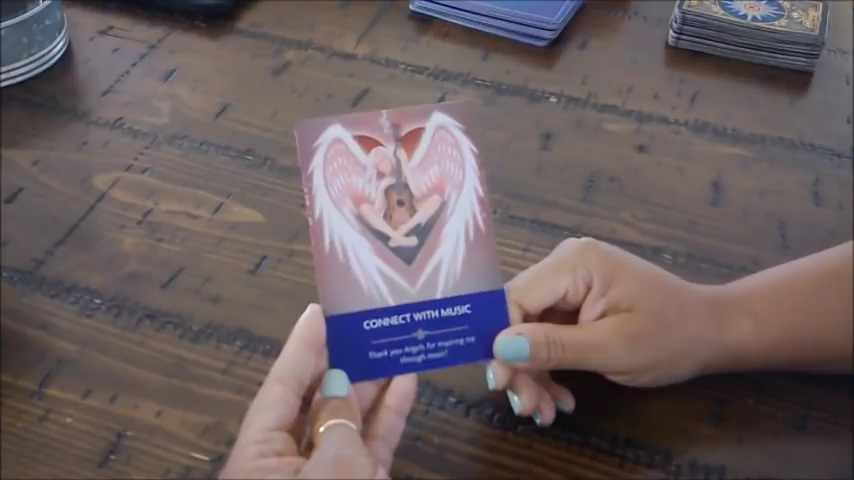 CONNECT WITH MUSIC
Thank you Angels for inspiring me
through music!